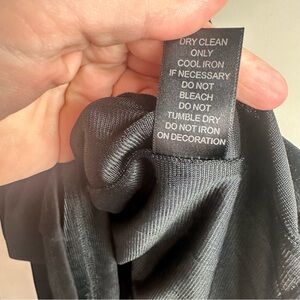 DRY CLEAN
ONLY
COOL IRON
IF NECESSARY
DO NOT
BLEACH
DO NOT
TUMBLE DRY
DO NOT IRON
ON DECORATION